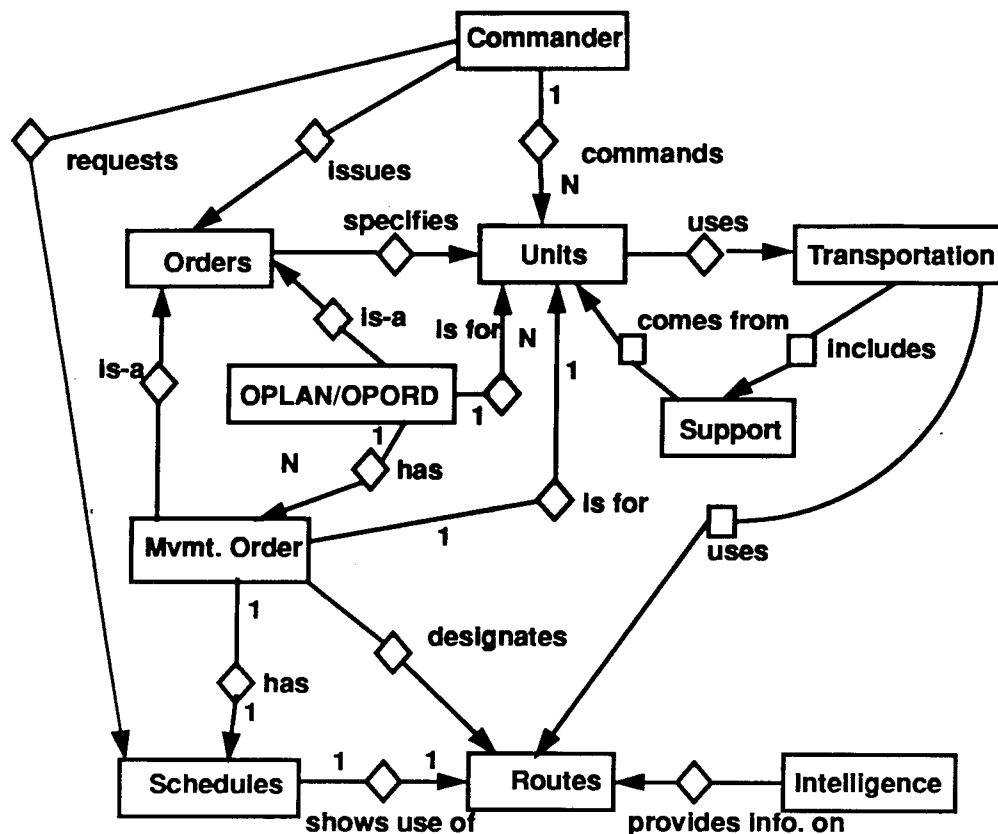 Commander
1
requests
issues
commands
N
specifies
uses
Orders
Units
Transportation
is-a
is for
N
comes from
includes
is-a
1
OPLAN/OPORD
1
Support
1
N
has
is for
Mvmt. Order
1
uses
1
designates
has
1
Schedules
1
1
Routes
Intelligence
shows use of
provides info. on